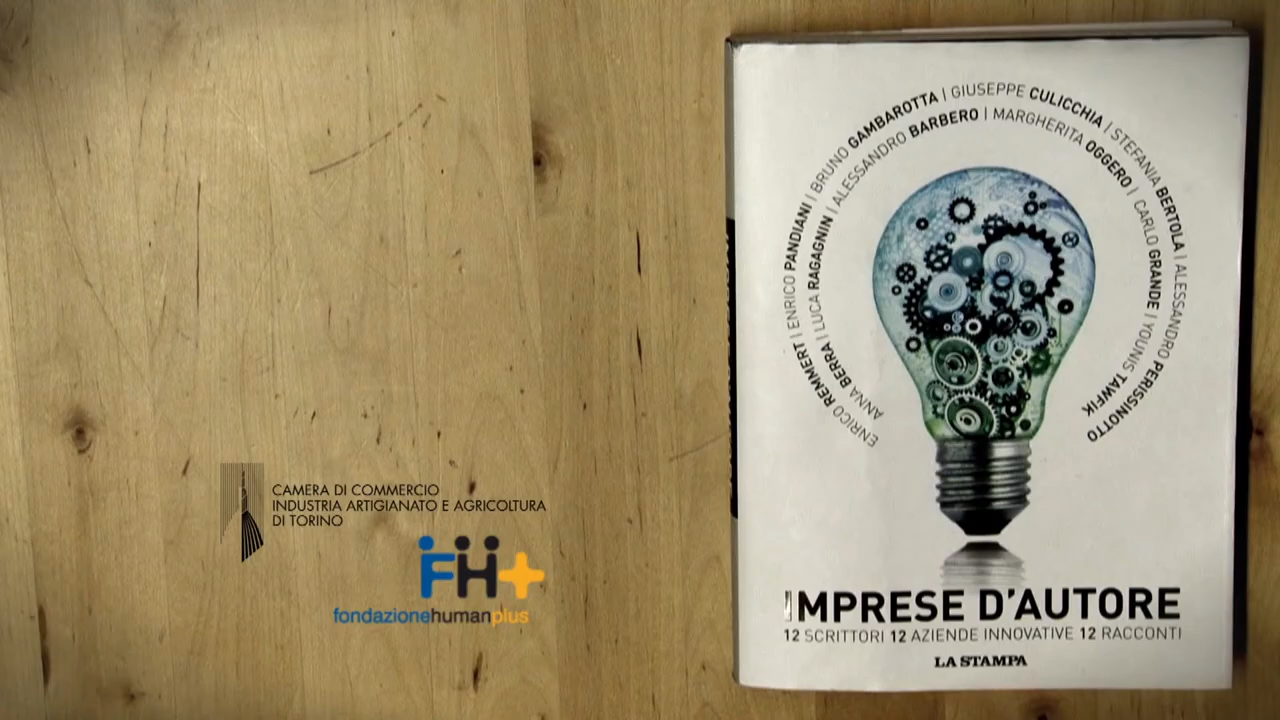 CAMERA DI COMMERCIO
INDUSTRIA ARTIGIANATO E AGRICOLTURA
DI TORINO
FH+
fondazionehumanplus
ENRICO REMMERT | ENRICO PANDIANI | BRUNO GAMBAROTTA | GIUSEPPE CULICCHIA | STEFANIA BERTOLA | ALESSANDRO PERISSINOTTO
ANNA BERRA | LUCA RAGAGNIN | ALESSANDRO BARBERO | MARGHERITA OGGERO | CARLO GRANDE | YOUNIS TAWFIK
IMPRESE D'AUTORE
12 SCRITTORI 12 AZIENDE INNOVATIVE 12 RACCONTI
LA STAMPA